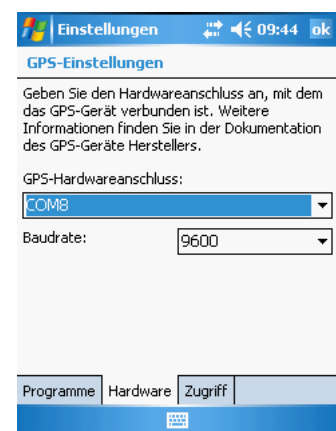 Einstellungen 09:44 ok
GPS-Einstellungen
Geben Sie den Hardwareanschluss an, mit dem
das GPS-Gerät verbunden ist. Weitere
Informationen finden Sie in der Dokumentation
des GPS-Geräte Herstellers.
GPS-Hardwareanschluss:
COM8
Baudrate: 9600
Programme Hardware Zugriff